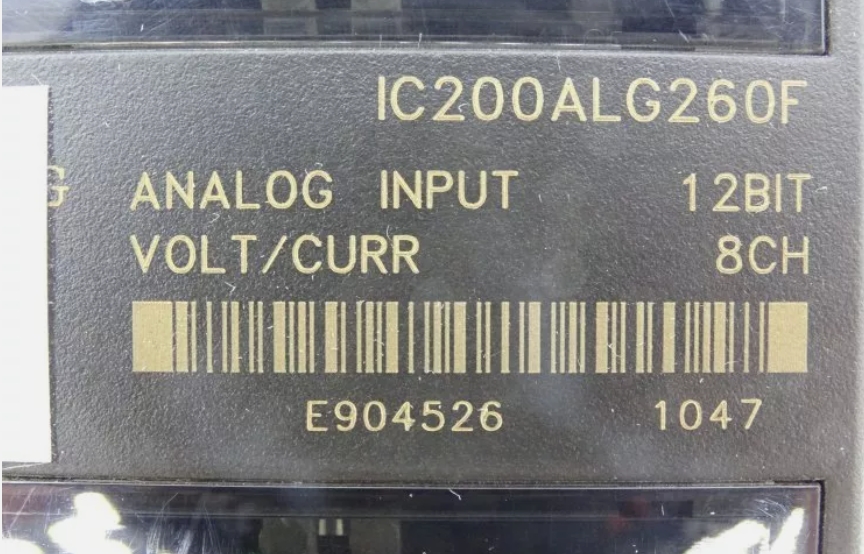 IC200ALG260F
G ANALOG INPUT 12BIT
VOLT/CURR 8CH
E904526 1047